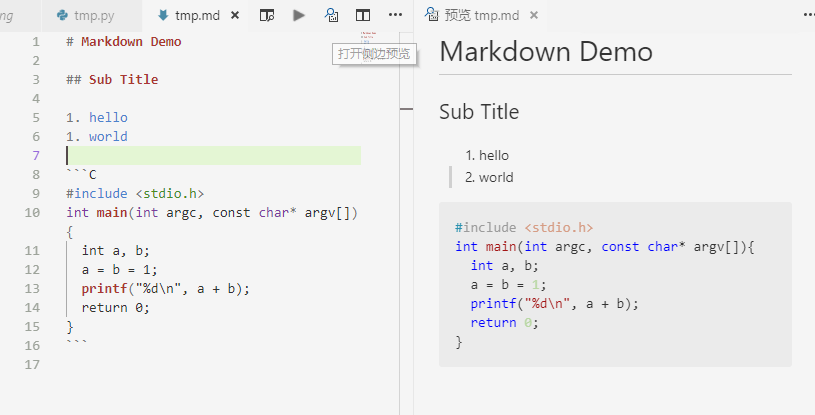 ng
tmp.py
tmp.md
预览 tmp.md
打开侧边预览
1 # Markdown Demo
2
3 ## Sub Title
4
5 1. hello
6 1. world
7
8 ```C
9 #include <stdio.h>
10 int main(int argc, const char* argv[])
{
11 int a, b;
12 a = b = 1;
13 printf("%d\n", a + b);
14 return 0;
15 }
16 ```
17
Markdown Demo
Sub Title
1. hello
2. world
#include <stdio.h>
int main(int argc, const char* argv[]){
int a, b;
a = b = 1;
printf("%d\n", a + b);
return 0;
}